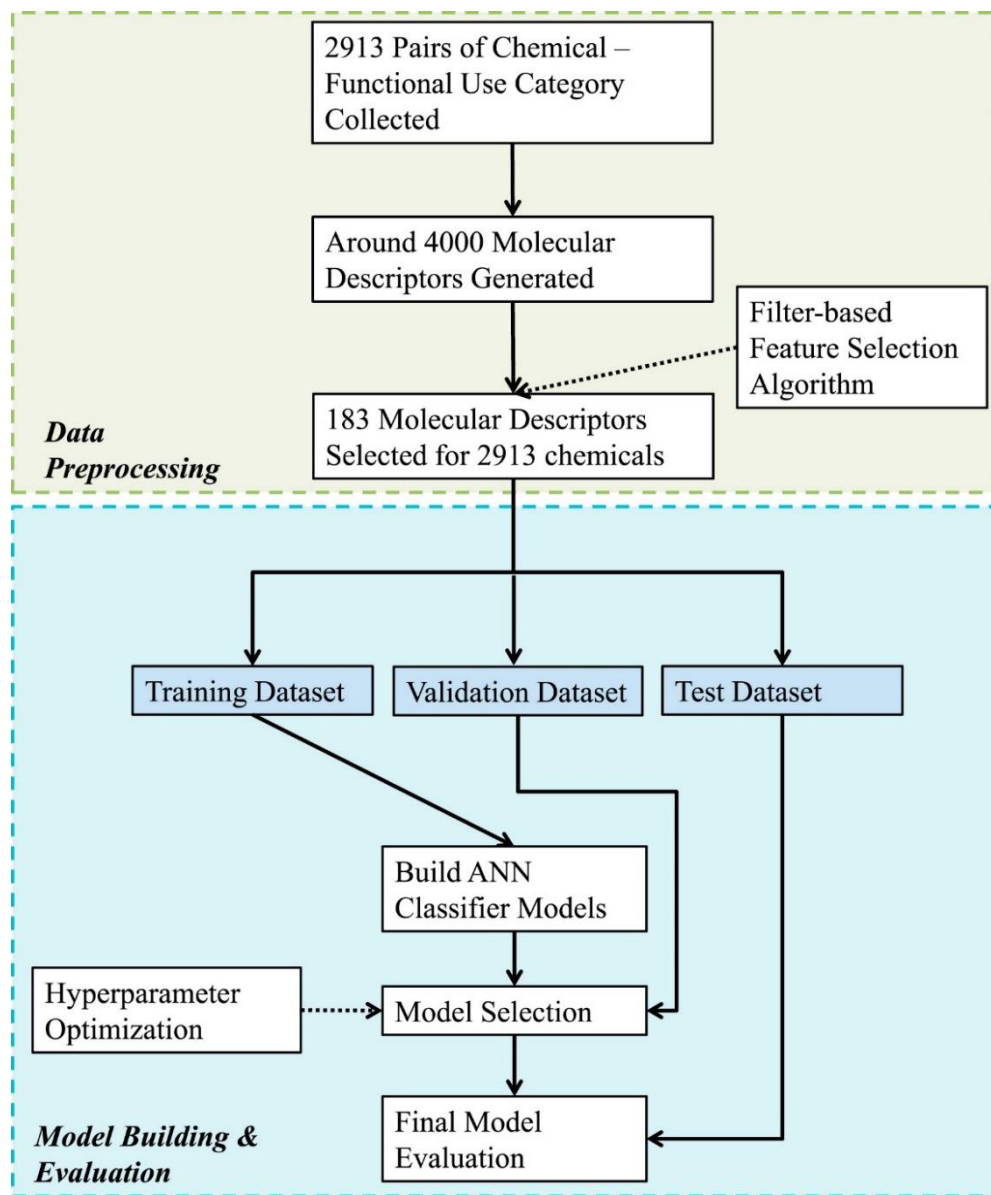 2913 Pairs of Chemical –
Functional Use Category
Collected
Around 4000 Molecular
Descriptors Generated
Filter-based
Feature Selection
Algorithm
183 Molecular Descriptors
Selected for 2913 chemicals
Data
Preprocessing
Training Dataset
Validation Dataset
Test Dataset
Build ANN
Classifier Models
Hyperparameter
Optimization
Model Selection
Final Model
Evaluation
Model Building &
Evaluation